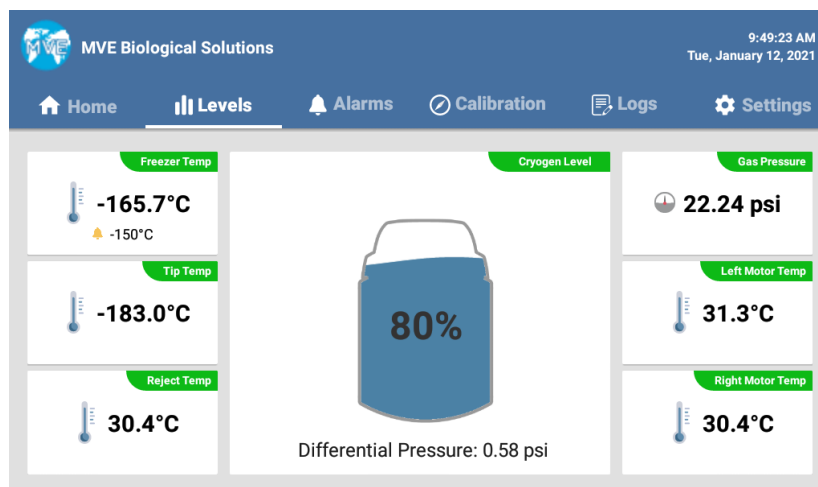 MVE
MVE Biological Solutions
9:49:23 AM
Tue, January 12, 2021
Home
Levels
Alarms
Calibration
Logs
Settings
Freezer Temp
-165.7°C
-150°C
Tip Temp
-183.0°C
Reject Temp
30.4°C
Cryogen Level
80%
Differential Pressure: 0.58 psi
Gas Pressure
22.24 psi
Left Motor Temp
31.3°C
Right Motor Temp
30.4°C